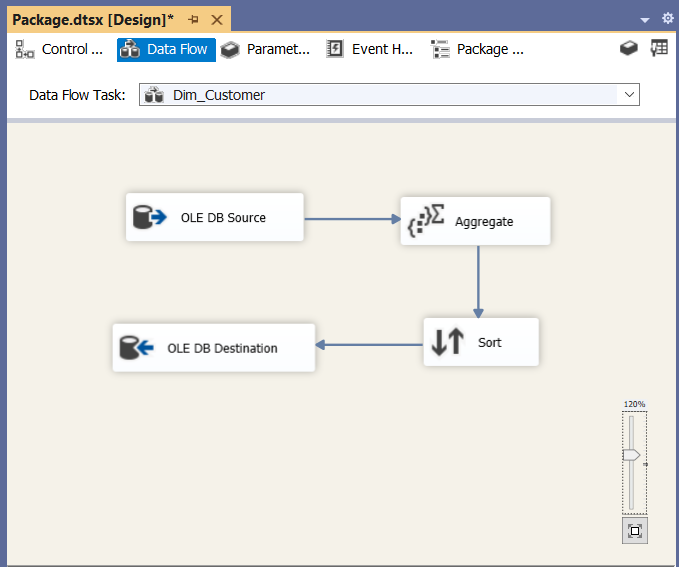 Package.dtsx [Design]*
Control ... Data Flow Paramet... Event H... Package ...
Data Flow Task: Dim_Customer
OLE DB Source
Aggregate
OLE DB Destination
Sort
120%